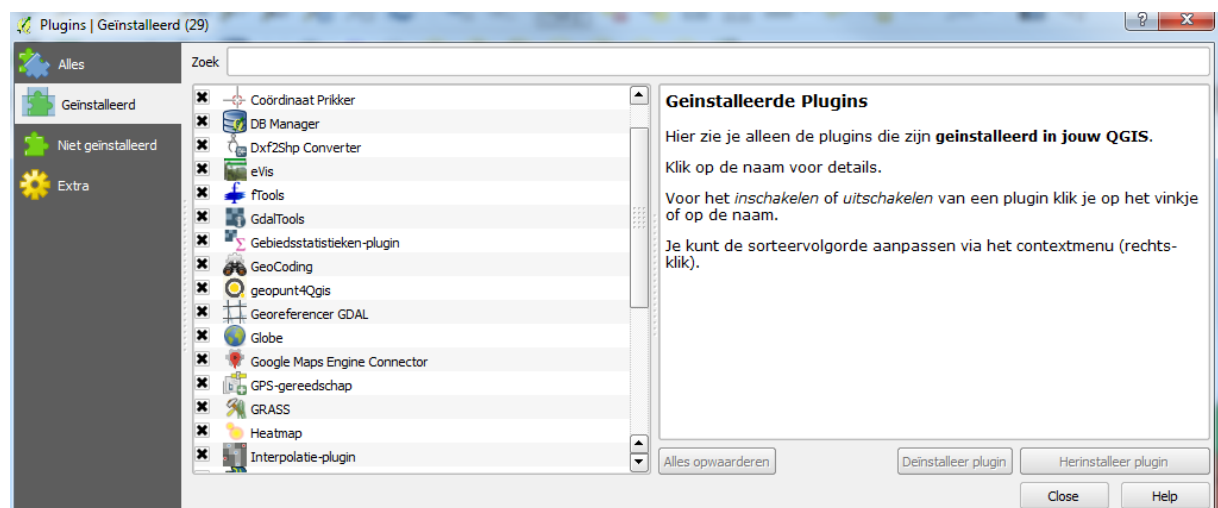 Plugins | Geïnstalleerd (29)
Alles
Geïnstalleerd
Niet geïnstalleerd
Extra
Zoek
Coördinaat Prikker
DB Manager
Dxf2Shp Converter
eVis
fTools
GdalTools
Gebiedsstatistieken-plugin
GeoCoding
geopunt4Qgis
Georeferencer GDAL
Globe
Google Maps Engine Connector
GPS-gereedschap
GRASS
Heatmap
Interpolatie-plugin
Geinstalleerde Plugins
Hier zie je alleen de plugins die zijn geinstalleerd in jouw QGIS.
Klik op de naam voor details.
Voor het inschakelen of uitschakelen van een plugin klik je op het vinkje
of op de naam.
Je kunt de sorteervolgorde aanpassen via het contextmenu (rechts-
klik).
Alles opwaarderen
Deïnstalleer plugin
Herinstalleer plugin
Close
Help